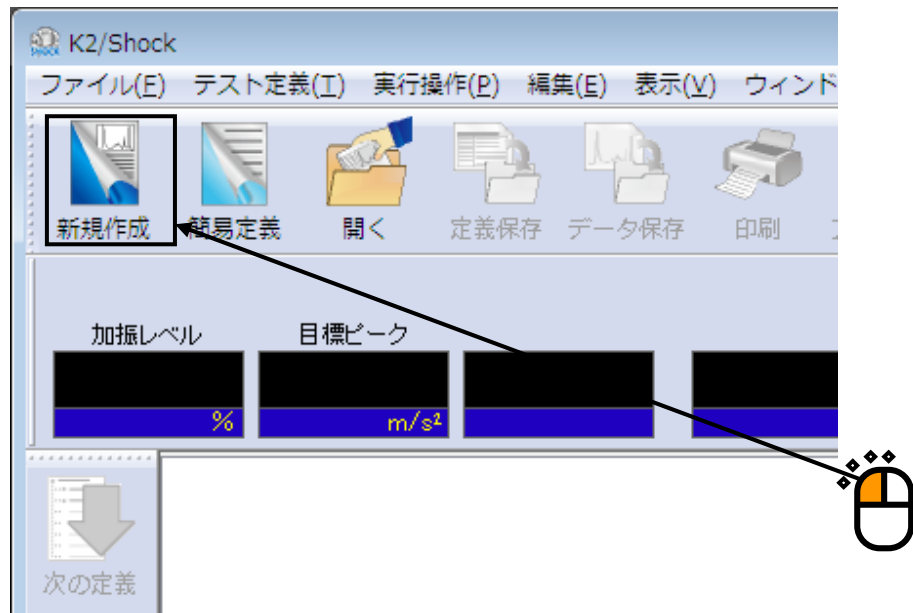 K2/Shock
ファイル(F) テスト定義(T) 実行操作(P) 編集(E) 表示(V) ウィンド
新規作成 簡易定義 開く 定義保存 データ保存 印刷
加振レベル 目標ピーク
% m/s²
次の定義